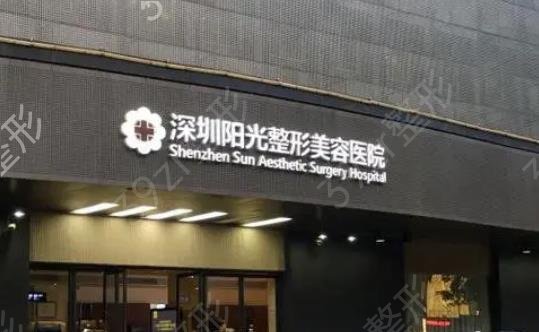 深圳阳光整形美容医院
Shenzhen Sun Aesthetic Surgery Hospital